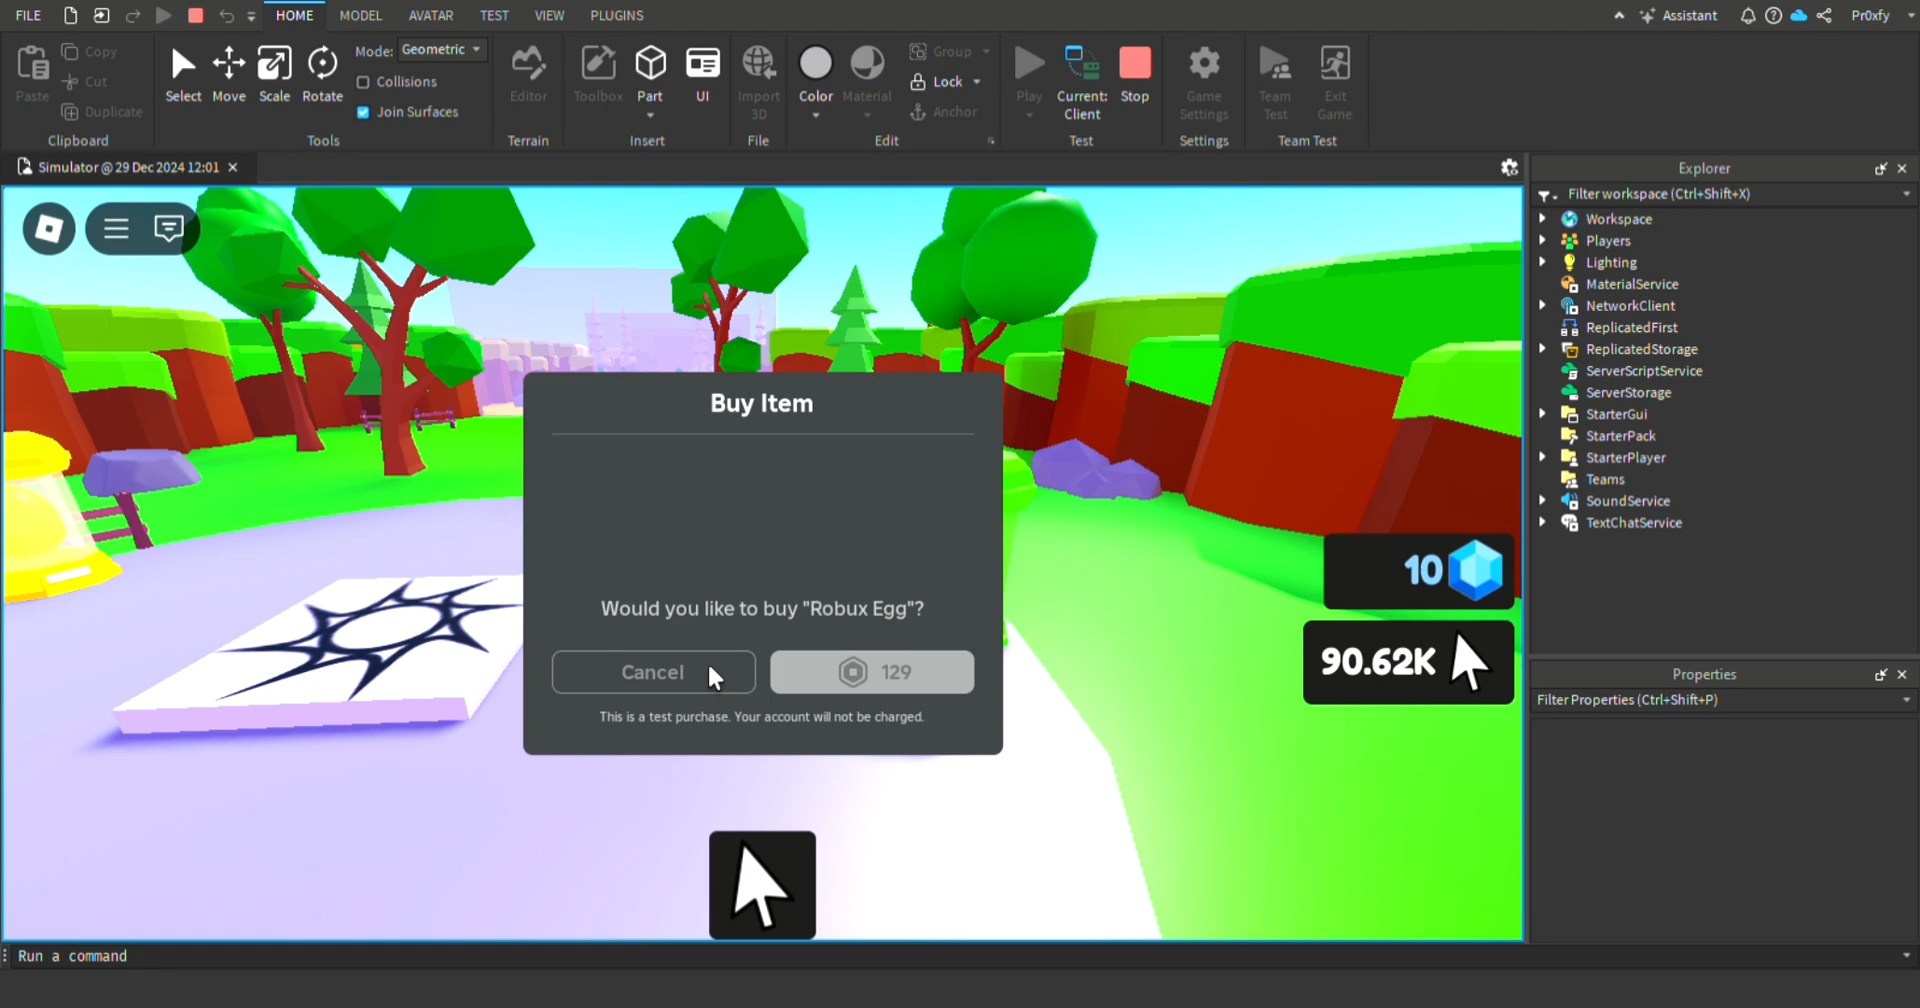 FILE HOME MODEL AVATAR TEST VIEW PLUGINS Assistant Pr0xfy
Paste Copy Cut Duplicate
Clipboard
Select Move Scale Rotate
Mode: Geometric
Collisions
Join Surfaces
Tools
Editor
Terrain
Toolbox Part UI
Insert
Import 3D
File
Color Material
Group
Lock
Anchor
Edit
Play Current: Client Stop
Test
Game Settings
Settings
Team Test Exit Game
Team Test
Simulator @ 29 Dec 2024 12:01
Buy Item
Would you like to buy "Robux Egg"?
Cancel 129
This is a test purchase. Your account will not be charged.
10
90.62K
Explorer
Filter workspace (Ctrl+Shift+X)
Workspace
Players
Lighting
MaterialService
NetworkClient
ReplicatedFirst
ReplicatedStorage
ServerScriptService
ServerStorage
StarterGui
StarterPack
StarterPlayer
Teams
SoundService
TextChatService
Properties
Filter Properties (Ctrl+Shift+P)
Run a command